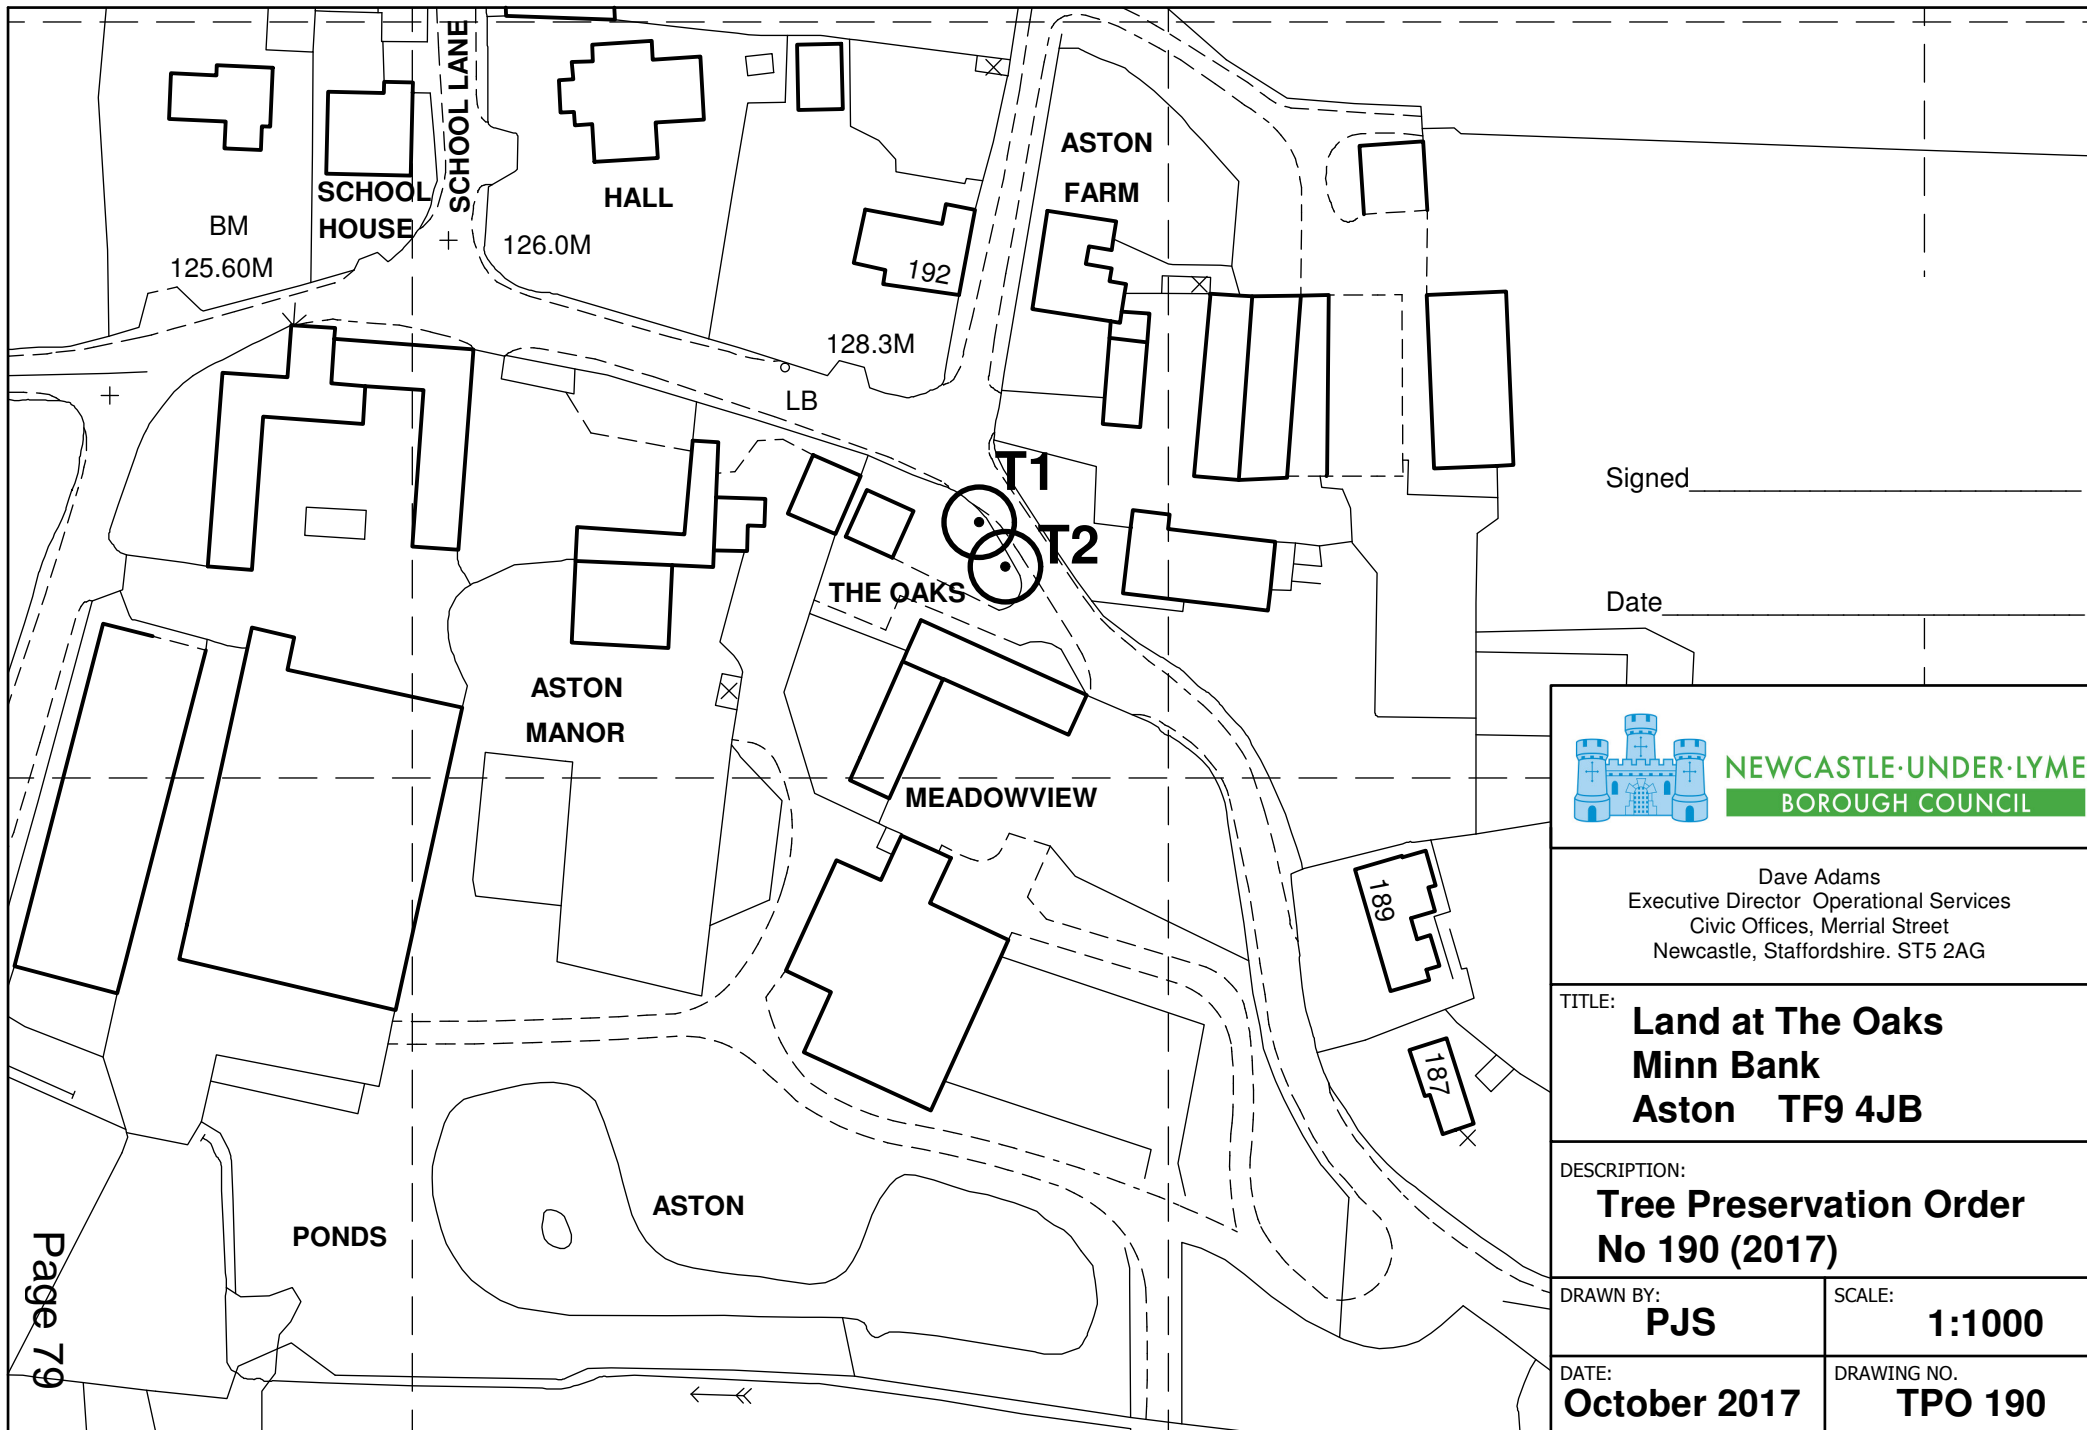 SCHOOL LANE
SCHOOL
HOUSE
BM
125.60M
126.0M
HALL
192
128.3M
LB
ASTON
FARM
T1
T2
THE OAKS
ASTON
MANOR
MEADOWVIEW
189
187
PONDS
ASTON
Page 79
Signed
Date
NEWCASTLE·UNDER·LYME
BOROUGH COUNCIL
Dave Adams
Executive Director Operational Services
Civic Offices, Merrial Street
Newcastle, Staffordshire. ST5 2AG
TITLE:
Land at The Oaks
Minn Bank
Aston TF9 4JB
DESCRIPTION:
Tree Preservation Order
No 190 (2017)
DRAWN BY:
PJS
SCALE:
1:1000
DATE:
October 2017
DRAWING NO.
TPO 190